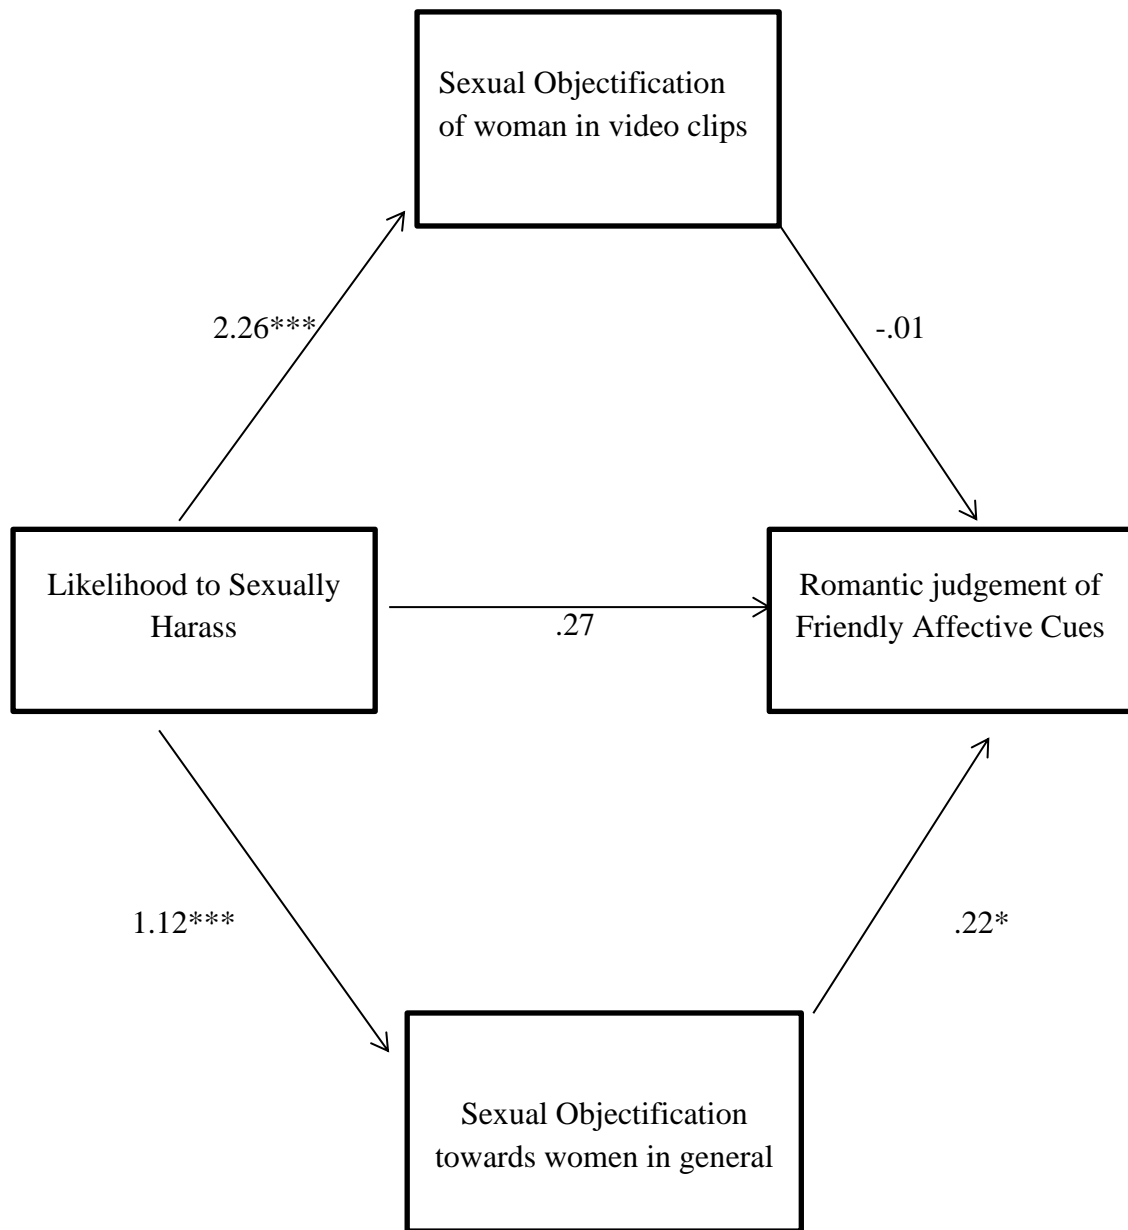 Sexual Objectification
of woman in video clips
2.26***
-.01
Likelihood to Sexually
Harass
.27
Romantic judgement of
Friendly Affective Cues
1.12***
.22*
Sexual Objectification
towards women in general